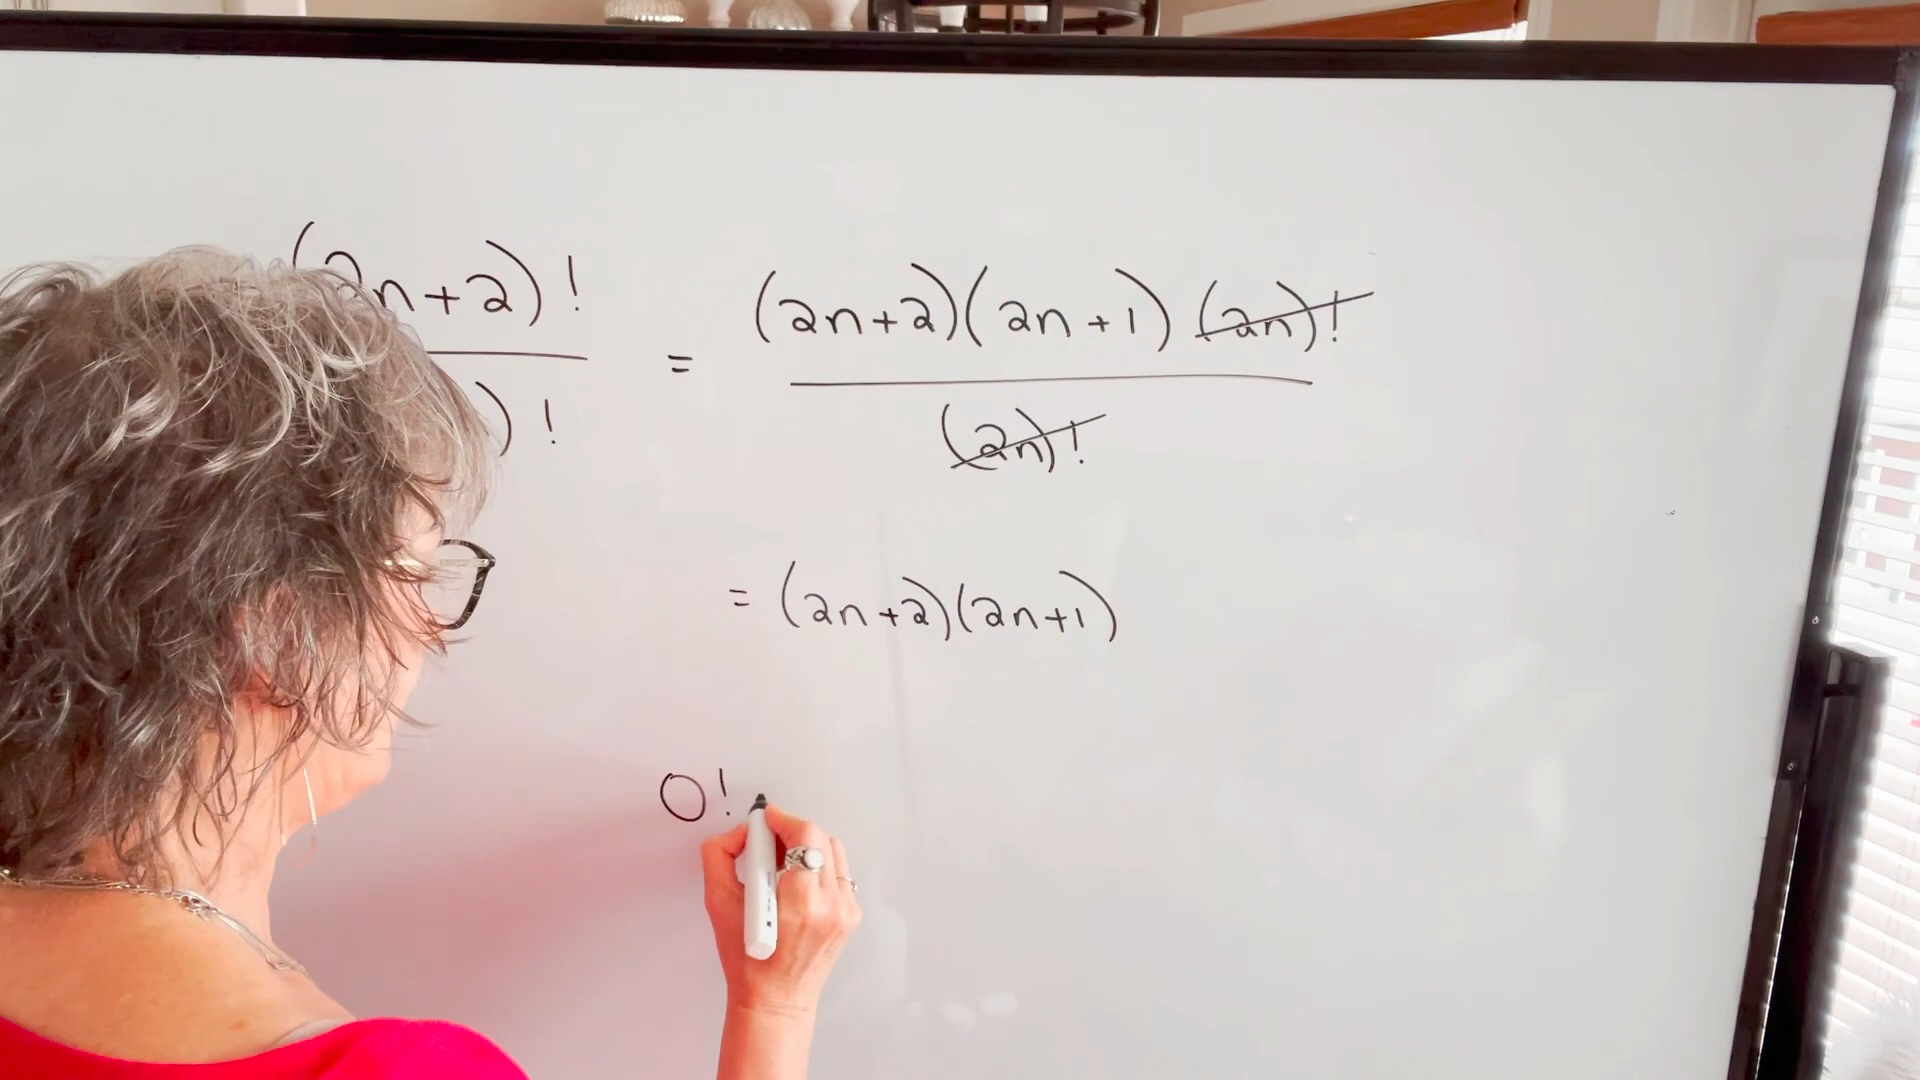 (2n+2)! = (2n+2)(2n+1)(2n)!
)! (2n)!
= (2n+2)(2n+1)
0!